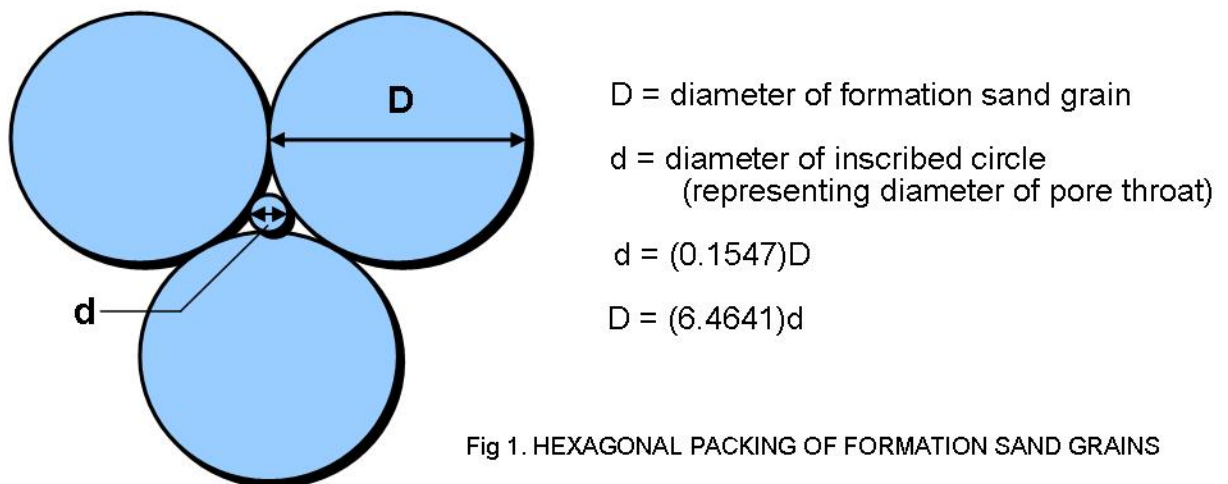 D
D = diameter of formation sand grain
d = diameter of inscribed circle
(representing diameter of pore throat)
d = (0.1547)D
d
D = (6.4641)d
Fig 1. HEXAGONAL PACKING OF FORMATION SAND GRAINS